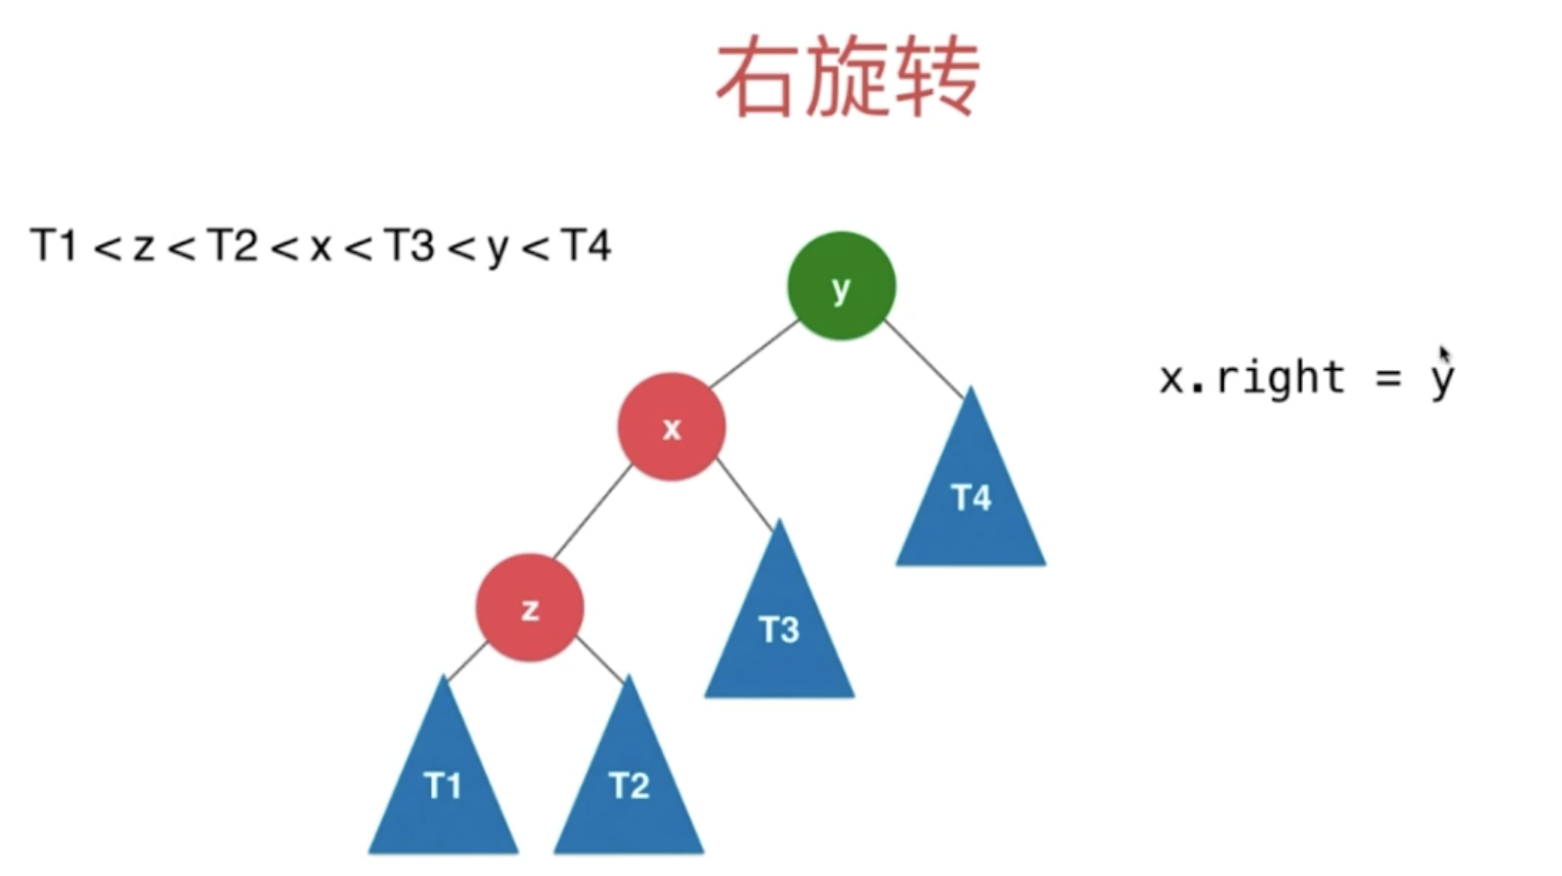 右旋转
T1 < z < T2 < x < T3 < y < T4
y
x.right = y
x
T4
z
T3
T1
T2